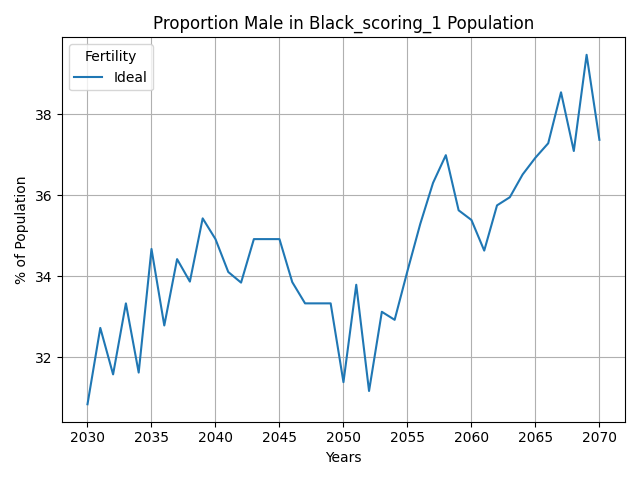 Proportion Male in Black_scoring_1 Population
Fertility
Ideal
% of Population
38
36
34
32
2030 2035 2040 2045 2050 2055 2060 2065 2070
Years